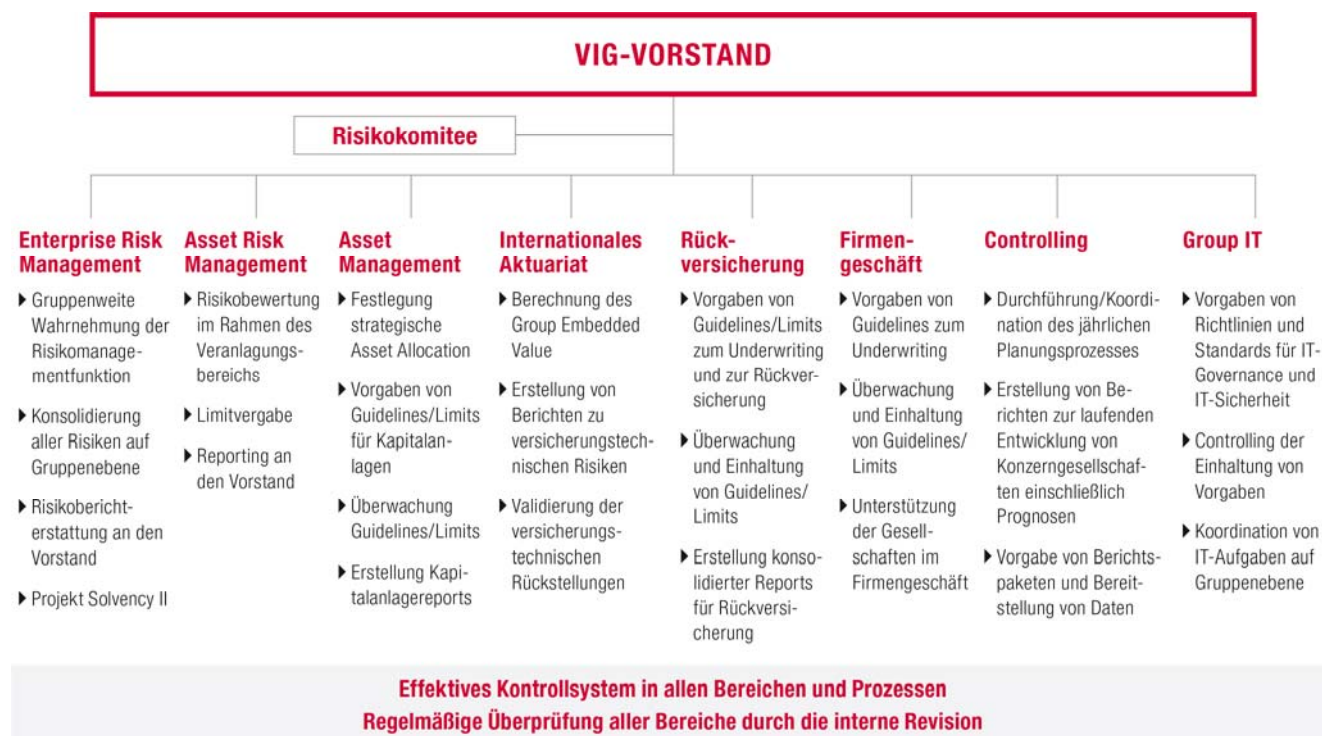 VIG-VORSTAND
Risikokomitee
Enterprise Risk
Management
▶ Gruppenweite
Wahrnehmung der
Risikomanage-
mentfunktion
▶ Konsolidierung
aller Risiken auf
Gruppenebene
▶ Risikobericht-
erstattung an den
Vorstand
▶ Projekt Solvency II
Asset Risk
Management
▶ Risikobewertung
im Rahmen des
Veranlagungs-
bereichs
▶ Limitvergabe
▶ Reporting an
den Vorstand
Asset
Management
▶ Festlegung
strategische
Asset Allocation
▶ Vorgaben von
Guidelines/Limits
für Kapitalan-
lagen
▶ Überwachung
Guidelines/Limits
▶ Erstellung Kapi-
talanlagereports
Internationales
Aktuariat
▶ Berechnung des
Group Embedded
Value
▶ Erstellung von
Berichten zu
versicherungstech-
nischen Risiken
▶ Validierung der
versicherungs-
technischen
Rückstellungen
Rück-
versicherung
▶ Vorgaben von
Guidelines/Limits
zum Underwriting
und zur Rückver-
sicherung
▶ Überwachung
und Einhaltung
von Guidelines/
Limits
▶ Erstellung konso-
lidierter Reports
für Rückversi-
cherung
Firmen-
geschäft
▶ Vorgaben von
Guidelines zum
Underwriting
▶ Überwachung
und Einhaltung
von Guidelines/
Limits
▶ Unterstützung
der Gesell-
schaften im
Firmengeschäft
Controlling
▶ Durchführung/Koordi-
nation des jährlichen
Planungsprozesses
▶ Erstellung von Be-
richten zur laufenden
Entwicklung von
Konzerngesellschaf-
ten einschließlich
Prognosen
▶ Vorgabe von Berichts-
paketen und Bereit-
stellung von Daten
Group IT
▶ Vorgaben von
Richtlinien und
Standards für IT-
Governance und
IT-Sicherheit
▶ Controlling der
Einhaltung von
Vorgaben
▶ Koordination von
IT-Aufgaben auf
Gruppenebene
Effektives Kontrollsystem in allen Bereichen und Prozessen
Regelmäßige Überprüfung aller Bereiche durch die interne Revision